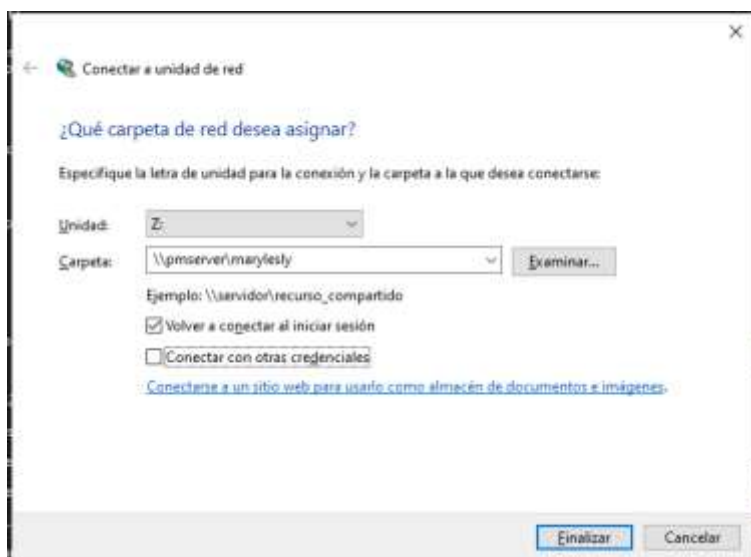 Conectar a unidad de red
¿Qué carpeta de red desea asignar?
Especifique la letra de unidad para la conexión y la carpeta a la que desea conectarse:
Unidad: Z:
Carpeta: \\pmserver\marylesly Examinar...
Ejemplo: \\servidor\recurso_compartido
Volver a conectar al iniciar sesión
Conectar con otras credenciales
Conectarse a un sitio web para usarlo como almacén de documentos e imágenes.
Finalizar Cancelar